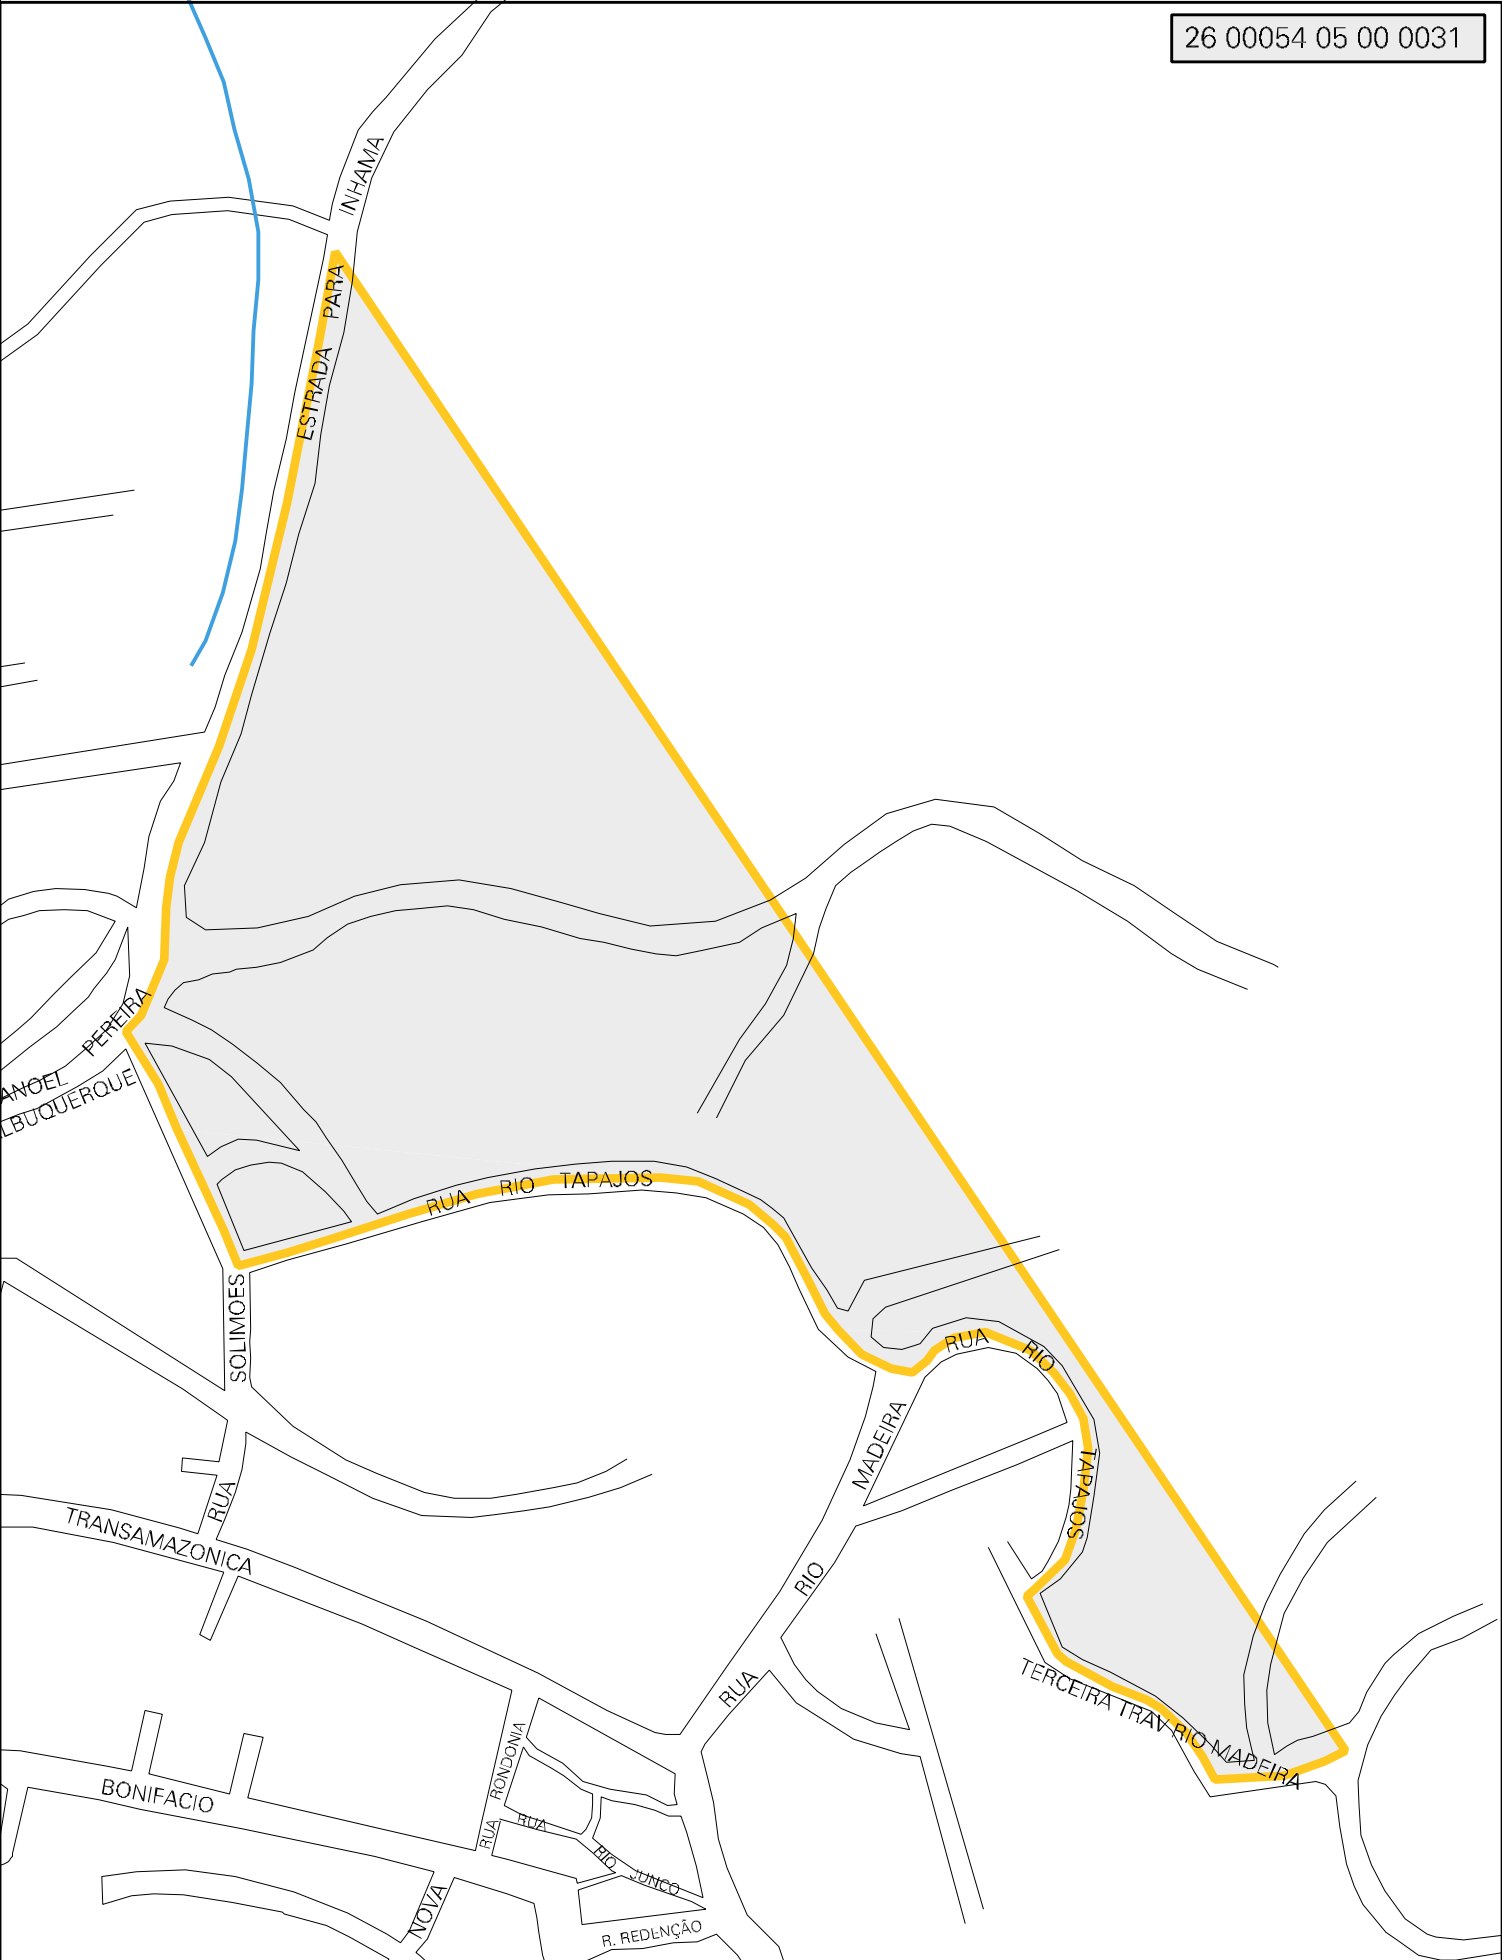 26 00054 05 00 0031
INHAMA
ESTRADA PARA
PEREIRA
ANOEL
LBUQUERQUE
RUA RIO TAPAJOS
SOLIMOES
RUA
RUA RIO TAPAJOS
MADEIRA
RIO
RUA
TRANSAMAZONICA
TERCEIRA TRAV RIO MADEIRA
RUA RONDONIA
BONIFACIO
RUA
RIO JUNCO
NOVA
R. REDENÇÃO